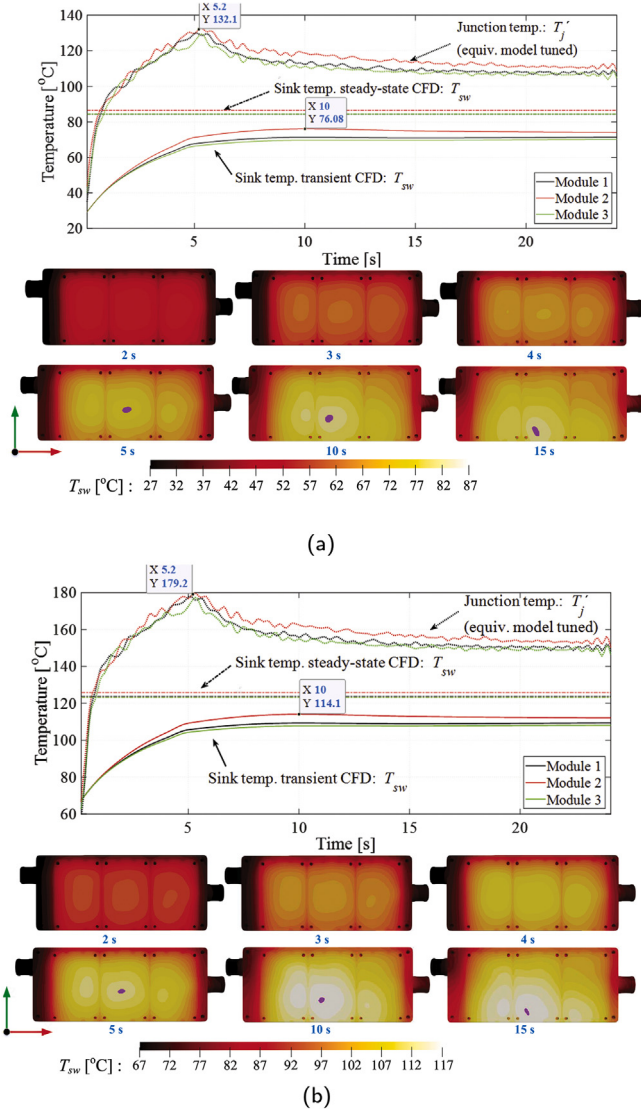 X 5.2
Y 132.1
140
120
100
80
60
40
20
Temperature [°C]
Junction temp.: T´j
(equiv. model tuned)
Sink temp. steady-state CFD: Tsw
X 10
Y 76.08
Sink temp. transient CFD: Tsw
Module 1
Module 2
Module 3
5 10 15 20
Time [s]
2 s 3 s 4 s
5 s 10 s 15 s
Tsw [°C] : 27 32 37 42 47 52 57 62 67 72 77 82 87
(a)
X 5.2
Y 179.2
180
160
140
120
100
80
60
Temperature [°C]
Junction temp.: T´j
(equiv. model tuned)
Sink temp. steady-state CFD: Tsw
X 10
Y 114.1
Sink temp. transient CFD: Tsw
Module 1
Module 2
Module 3
5 10 15 20
Time [s]
2 s 3 s 4 s
5 s 10 s 15 s
Tsw [°C] : 67 72 77 82 87 92 97 102 107 112 117
(b)